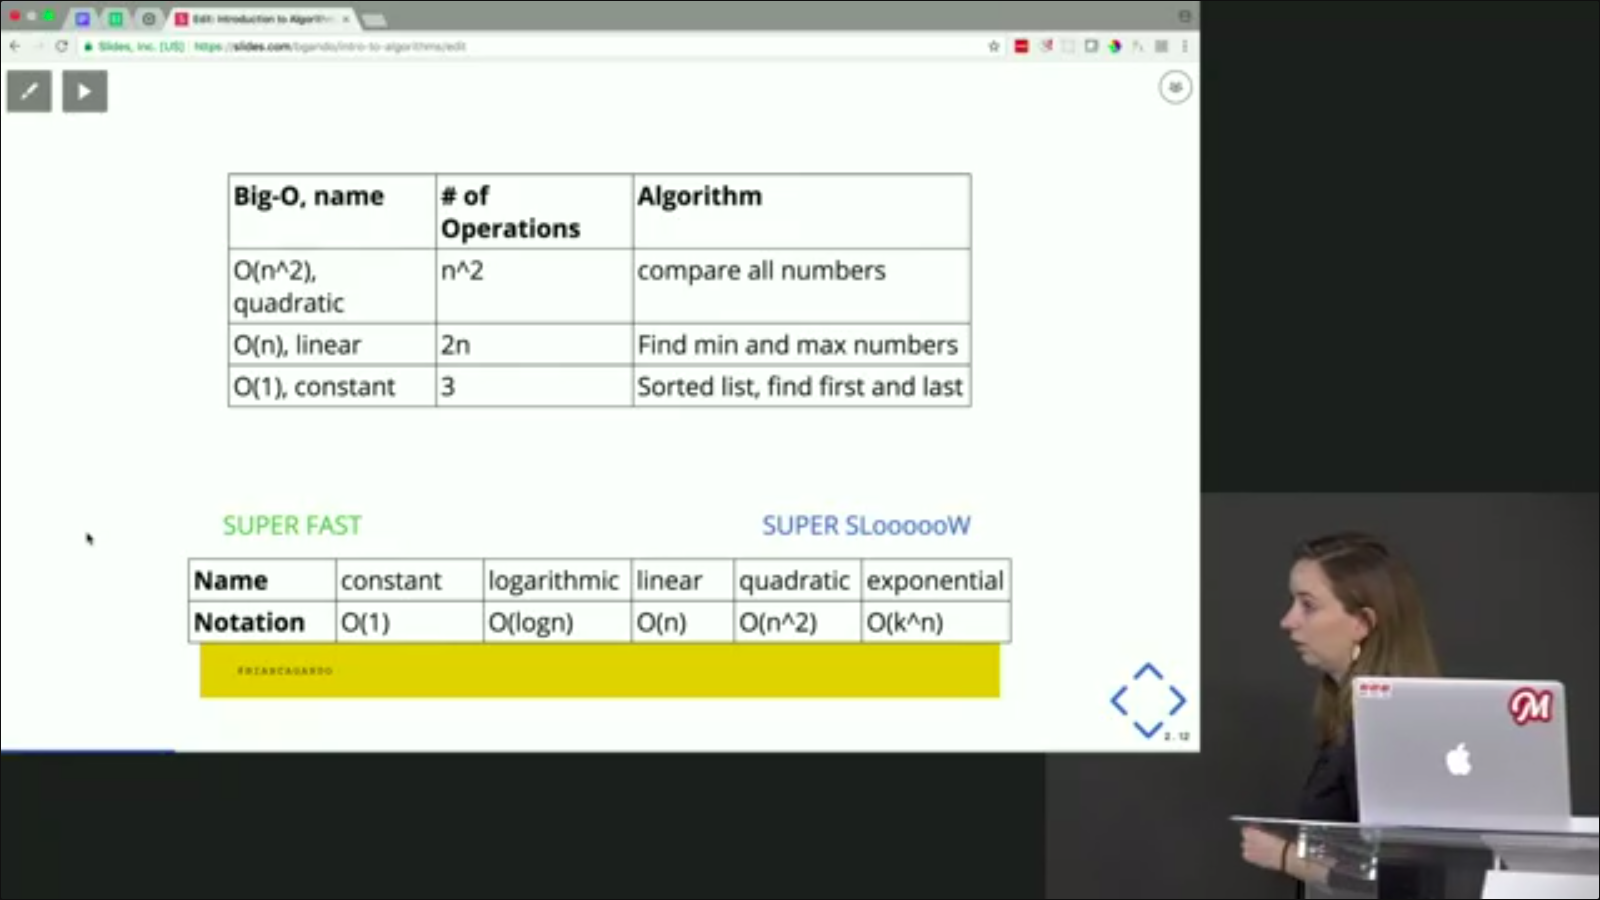 Edit: Introduction to Algorith
Slides, Inc. [US] https://slides.com/bgando/intro-to-algorithms/edit
Big-O, name # of Operations Algorithm
O(n^2), quadratic n^2 compare all numbers
O(n), linear 2n Find min and max numbers
O(1), constant 3 Sorted list, find first and last
SUPER FAST SUPER SLoooooW
Name constant logarithmic linear quadratic exponential
Notation O(1) O(logn) O(n) O(n^2) O(k^n)
#BIANCAGANDO
2.12
M